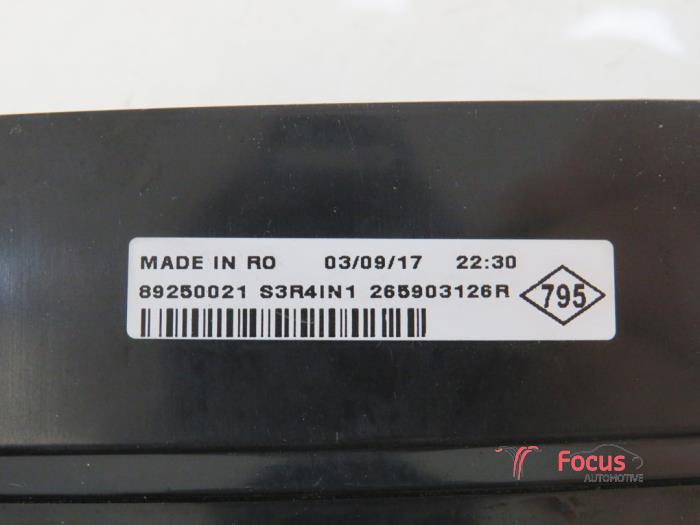 MADE IN RO 03/09/17 22:30
89250021 S3R4IN1 265903126R
795
Focus
AUTOMOTIVE